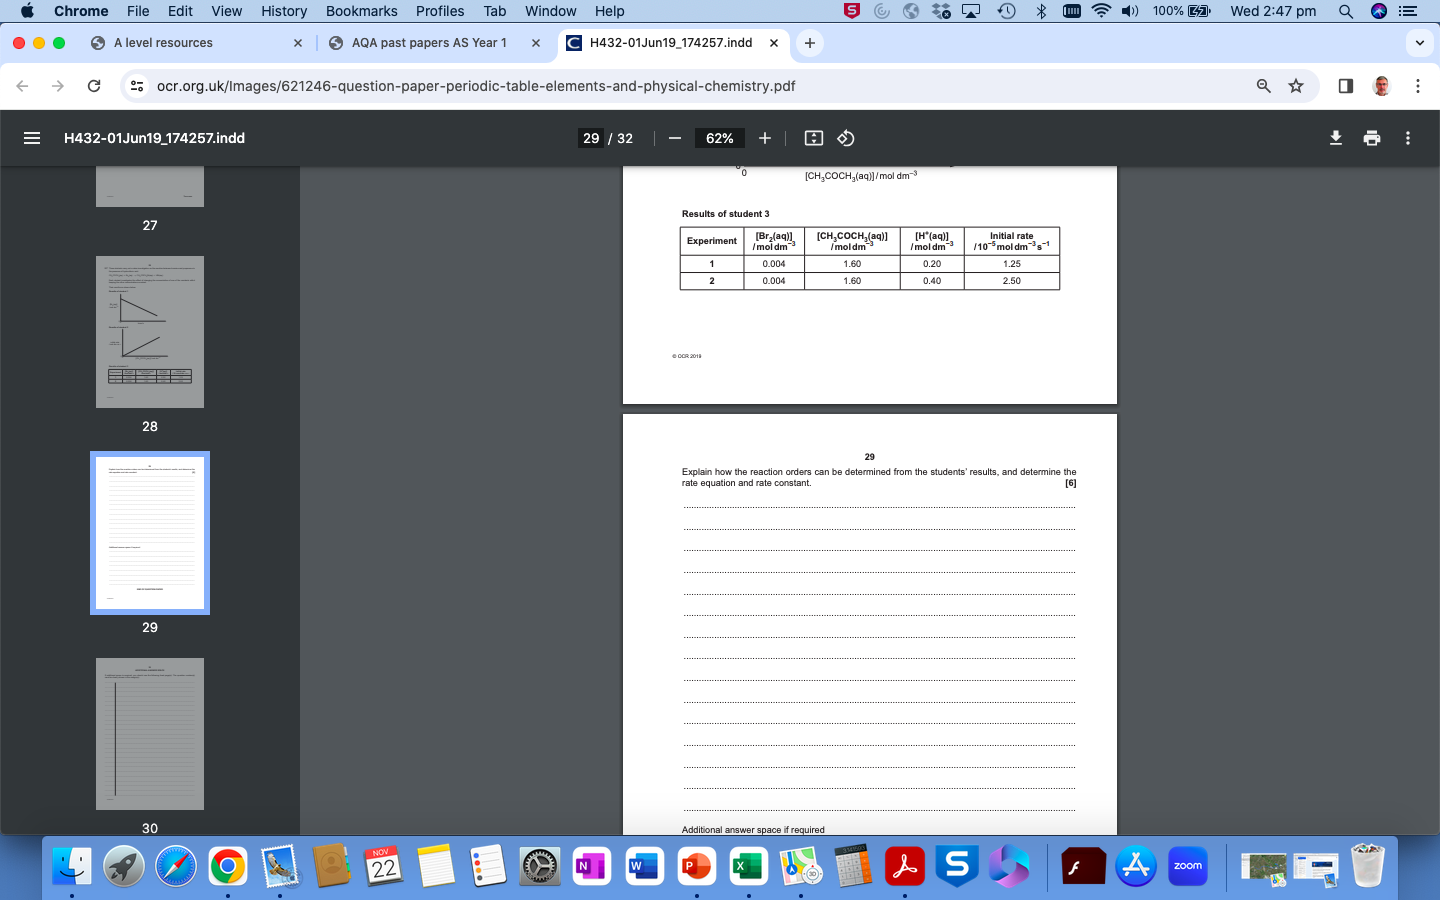 Chrome File Edit View History Bookmarks Profiles Tab Window Help 100% Wed 2:47 pm
A level resources
AQA past papers AS Year 1
H432-01Jun19_174257.indd
ocr.org.uk/Images/621246-question-paper-periodic-table-elements-and-physical-chemistry.pdf
H432-01Jun19_174257.indd
29 / 32
62%
27
28
29
30
0
[CH₃COCH₃(aq)] / mol dm⁻³
Results of student 3
Experiment [Br₂(aq)] / mol dm⁻³ [CH₃COCH₃(aq)] / mol dm⁻³ [H⁺(aq)] / mol dm⁻³ Initial rate / 10⁻⁵ mol dm⁻³ s⁻¹
1 0.004 1.60 0.20 1.25
2 0.004 1.60 0.40 2.50
© OCR 2019
29
Explain how the reaction orders can be determined from the students' results, and determine the
rate equation and rate constant. [6]
Additional answer space if required
NOV
22
zoom